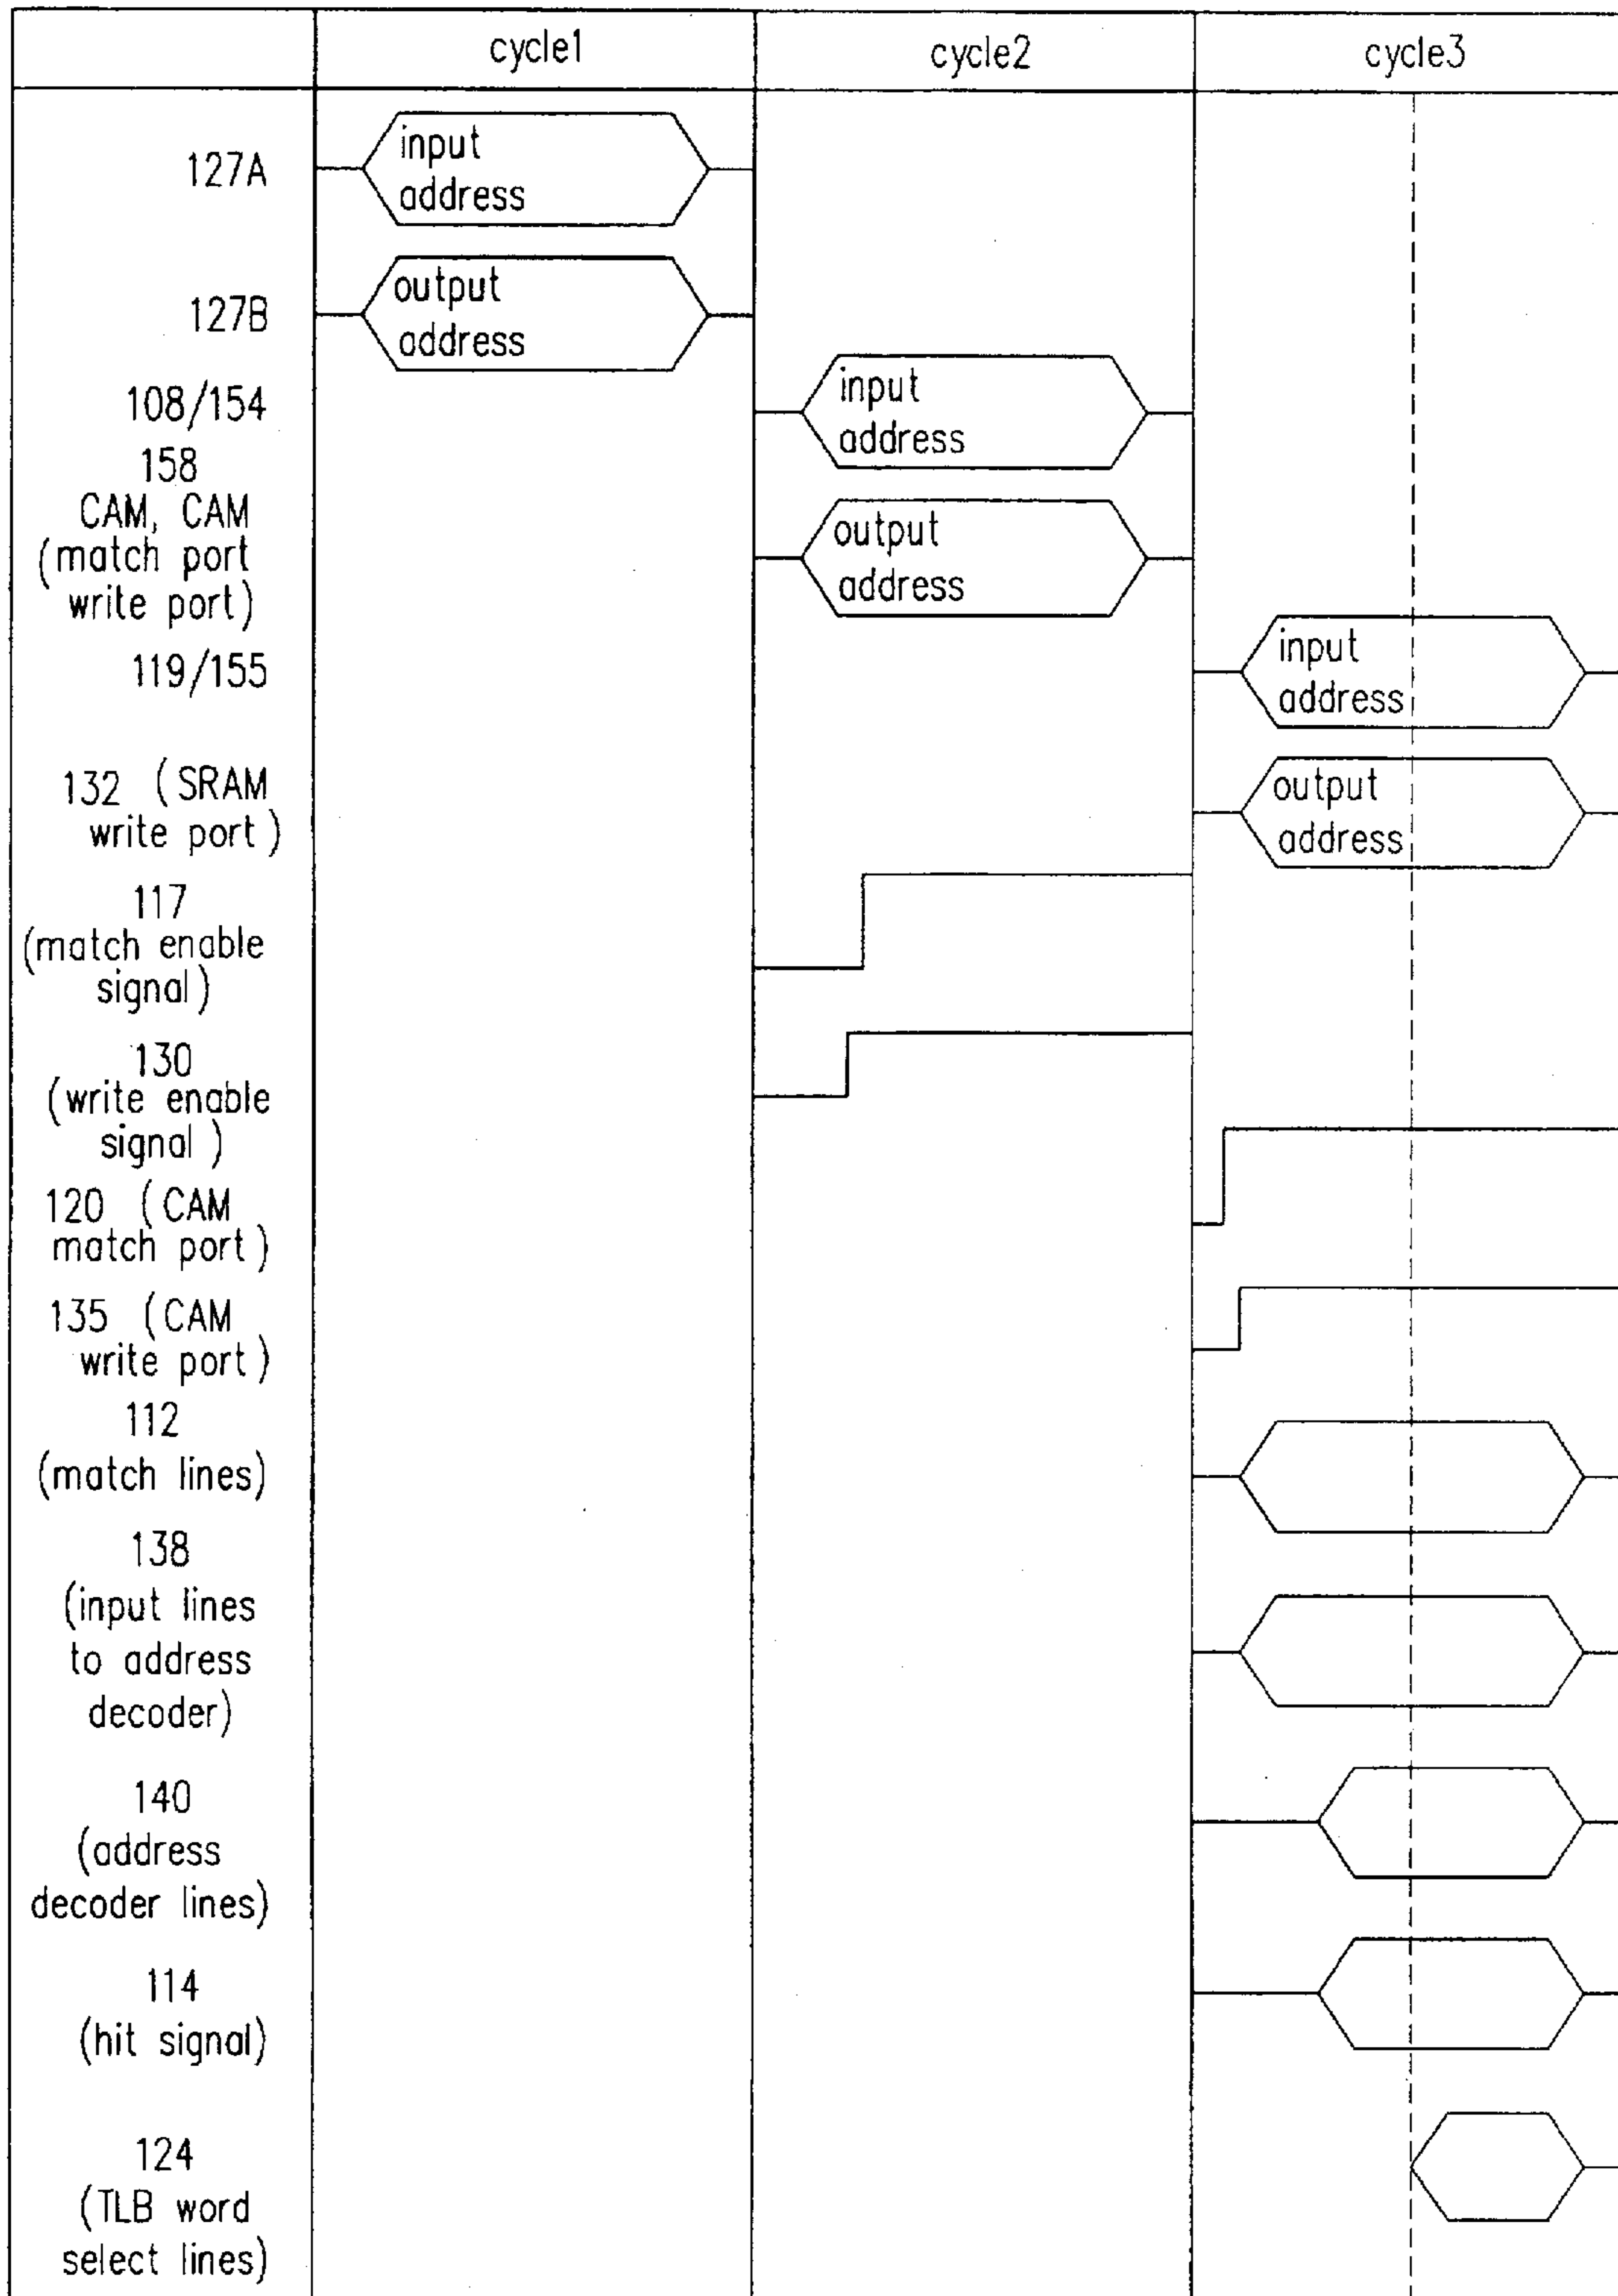 cycle1 cycle2 cycle3
127A
input
address
127B
output
address
108/154
input
address
158
CAM, CAM
(match port
write port)
output
address
119/155
input
address
132 (SRAM
write port)
output
address
117
(match enable
signal)
130
(write enable
signal )
120 (CAM
match port)
135 (CAM
write port)
112
(match lines)
138
(input lines
to address
decoder)
140
(address
decoder lines)
114
(hit signal)
124
(TLB word
select lines)